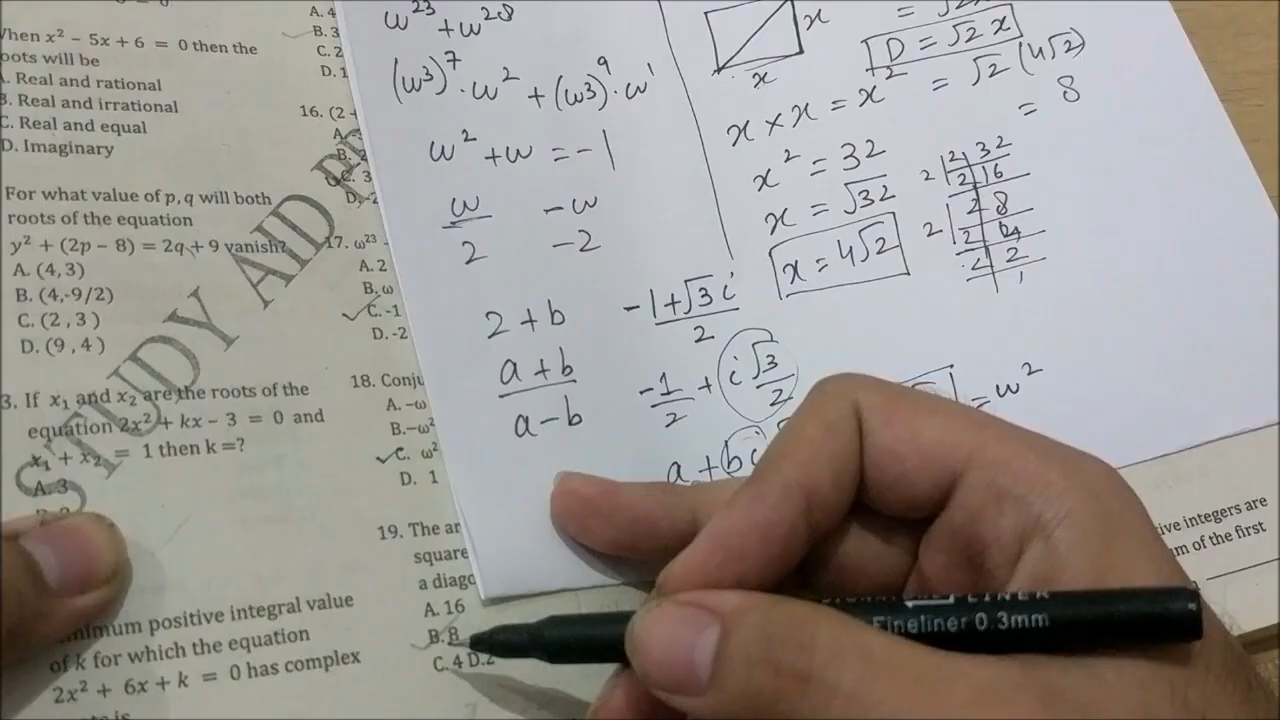 When x² − 5x + 6 = 0 then the
roots will be
A. Real and rational
B. Real and irrational
C. Real and equal
D. Imaginary
For what value of p, q will both
roots of the equation
y² + (2p − 8) = 2q + 9 vanish?
A. (4,3)
B. (4,-9/2)
C. (2,3)
D. (9,4)
3. If x₁ and x₂ are the roots of the
equation 2x² + kx − 3 = 0 and
x₁ + x₂ = 1 then k =?
A. 3
minimum positive integral value
of k for which the equation
2x² + 6x + k = 0 has complex
A. 4
B. 3
C. 2
D. 1
16. (2 +
17. ω²³
A. 2
B. ω
C. -1
D. -2
18. Conju
A. −ω
B. −ω²
C. ω²
D. 1
19. The ar
square
a diago
A. 16
B. 8
C. 4 D.2
STUDY AID
ω²³ + ω²⁸
(ω³)⁷ · ω² + (ω³)⁹ · ω¹
ω² + ω = −1
ω −ω
2 −2
2 + b
a + b
a − b
−1+√3 i
2
−1/2 + i √3/2
a + bi
= ω²
x
x
D = √2 x
= √2 (4√2)
= 8
x × x = x²
x² = 32
x = √32
x = 4√2
2 32
2 16
2 8
2 4
2 2
1
Fineliner 0.3mm
ive integers are
m of the first